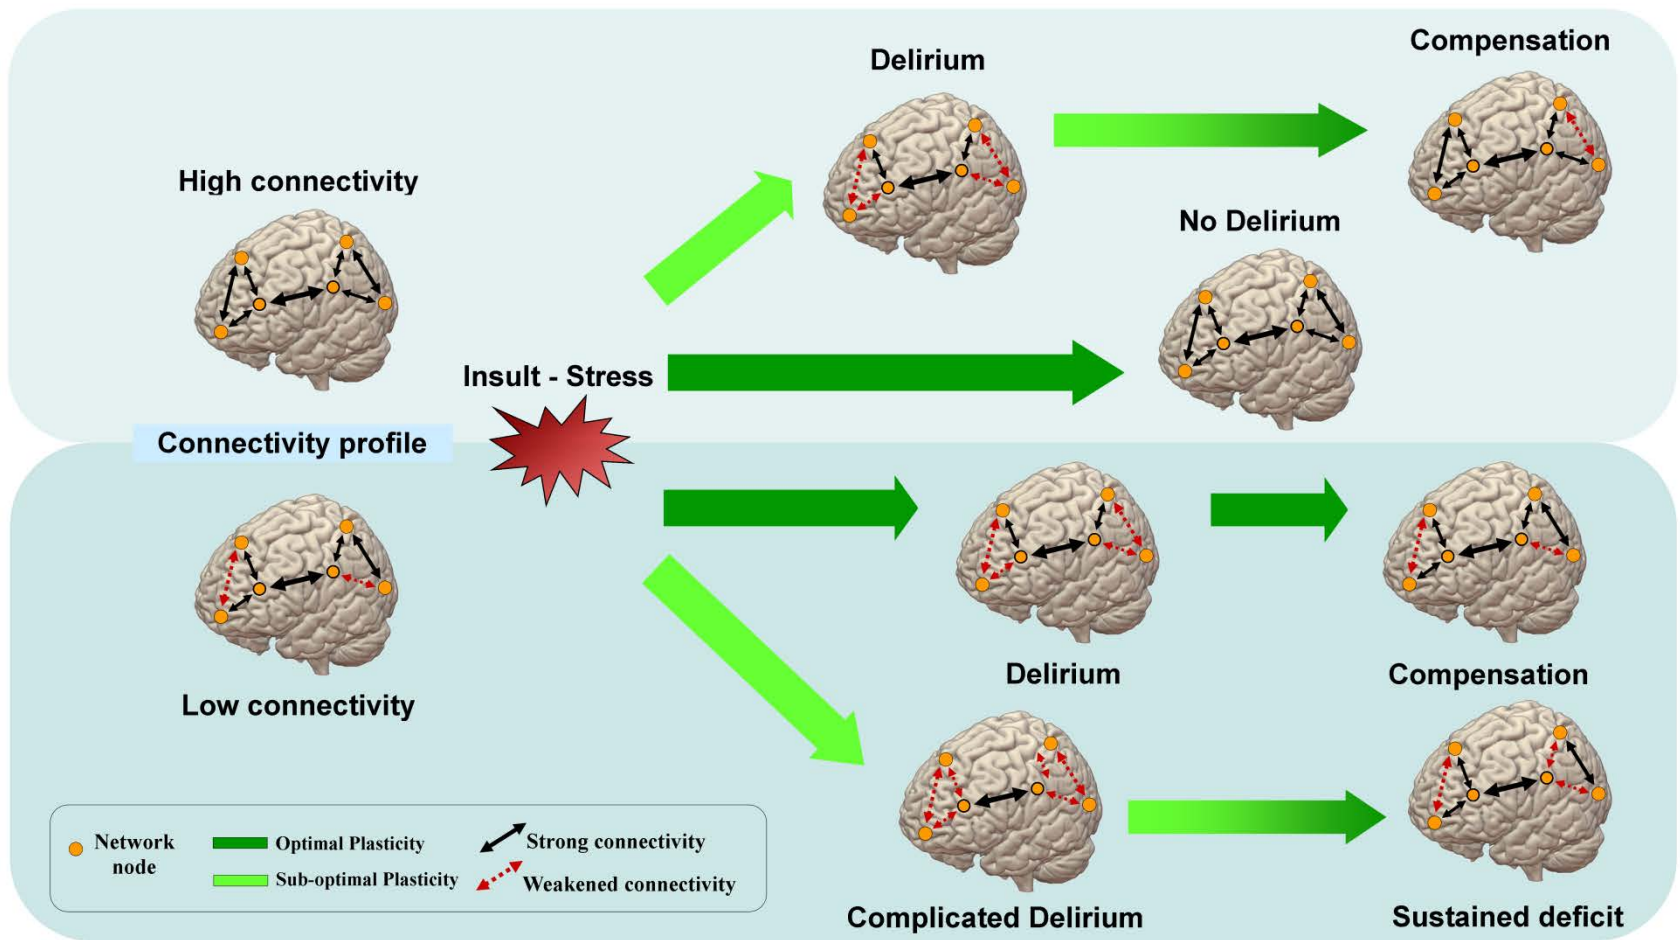 Compensation
Delirium
High connectivity
No Delirium
Insult - Stress
Connectivity profile
Low connectivity
Delirium
Compensation
Complicated Delirium
Sustained deficit
Network
node
Optimal Plasticity
Sub-optimal Plasticity
Strong connectivity
Weakened connectivity